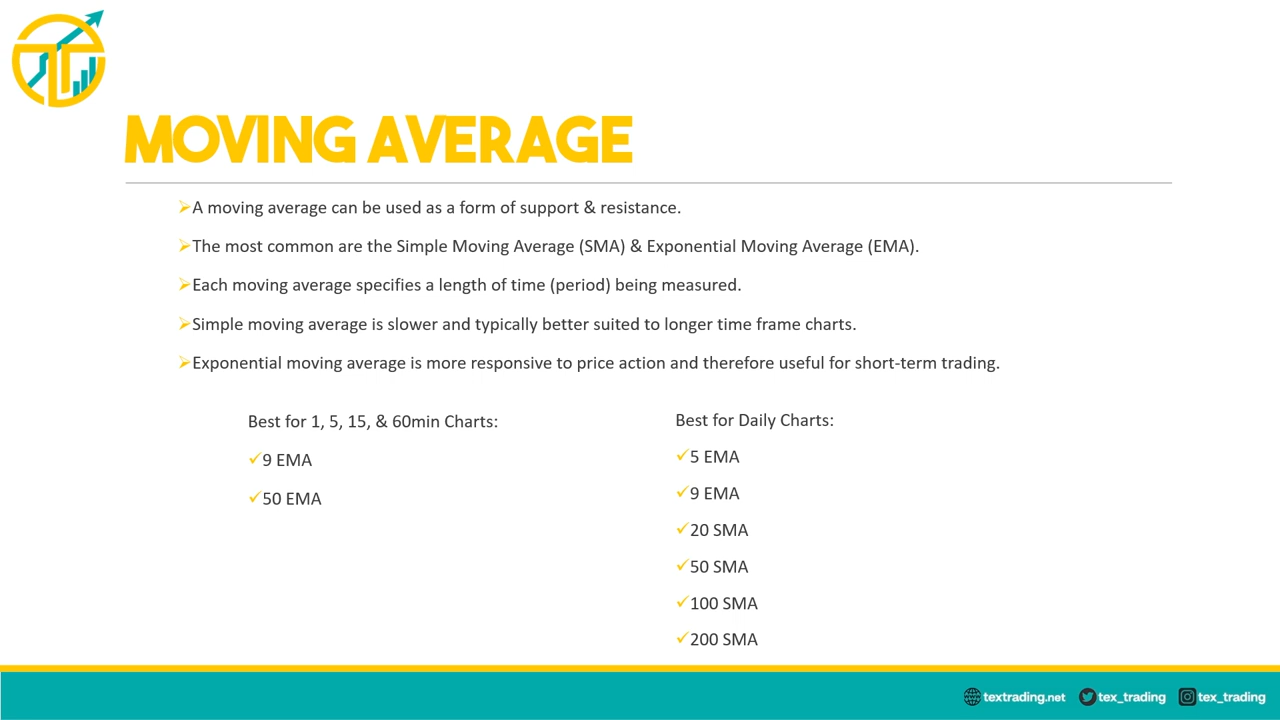 MOVING AVERAGE
A moving average can be used as a form of support & resistance.
The most common are the Simple Moving Average (SMA) & Exponential Moving Average (EMA).
Each moving average specifies a length of time (period) being measured.
Simple moving average is slower and typically better suited to longer time frame charts.
Exponential moving average is more responsive to price action and therefore useful for short-term trading.
Best for 1, 5, 15, & 60min Charts:
9 EMA
50 EMA
Best for Daily Charts:
5 EMA
9 EMA
20 SMA
50 SMA
100 SMA
200 SMA
textrading.net tex_trading tex_trading